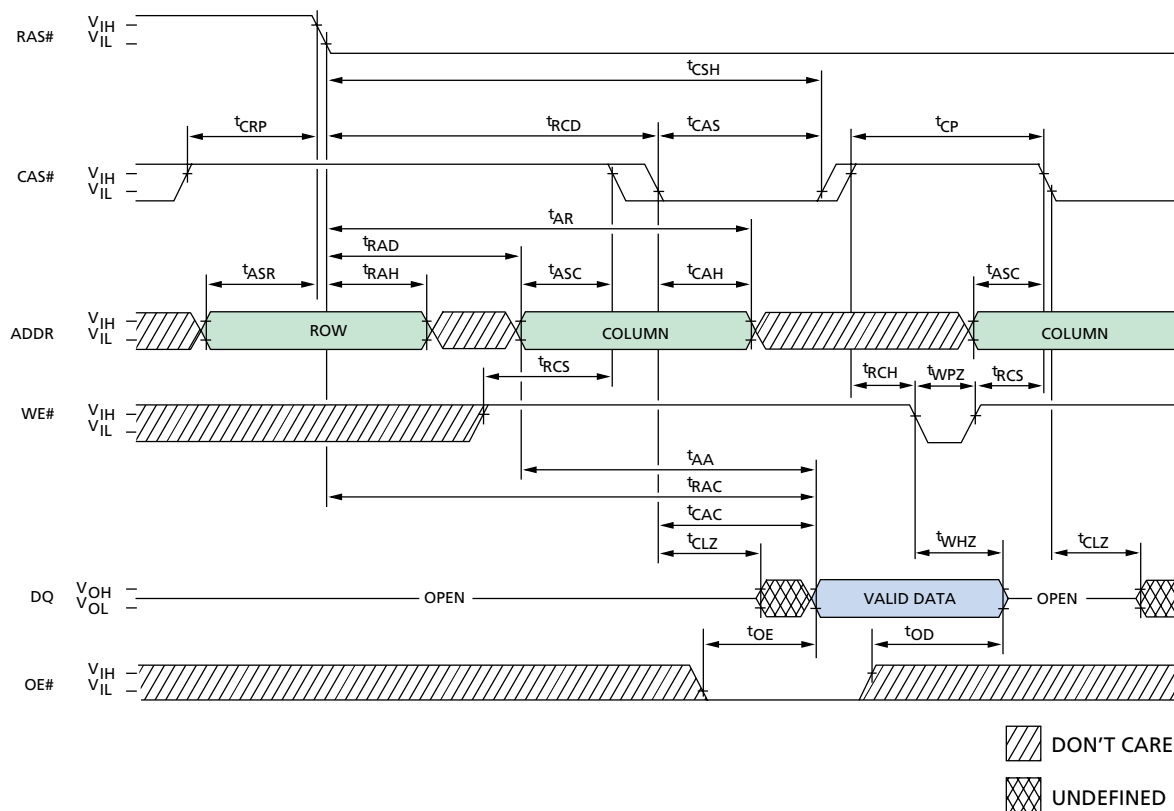 RAS# VIH
VIL
tCSH
tCRP tRCD tCAS tCP
CAS# VIH
VIL
tAR
tRAD
tASR tRAH tASC tCAH tASC
ADDR VIH
VIL
ROW COLUMN COLUMN
tRCS tRCH tWPZ tRCS
WE# VIH
VIL
tAA
tRAC
tCAC
tCLZ tWHZ tCLZ
DQ VOH
VOL
OPEN VALID DATA OPEN
tOE tOD
OE# VIH
VIL
DON'T CARE
UNDEFINED